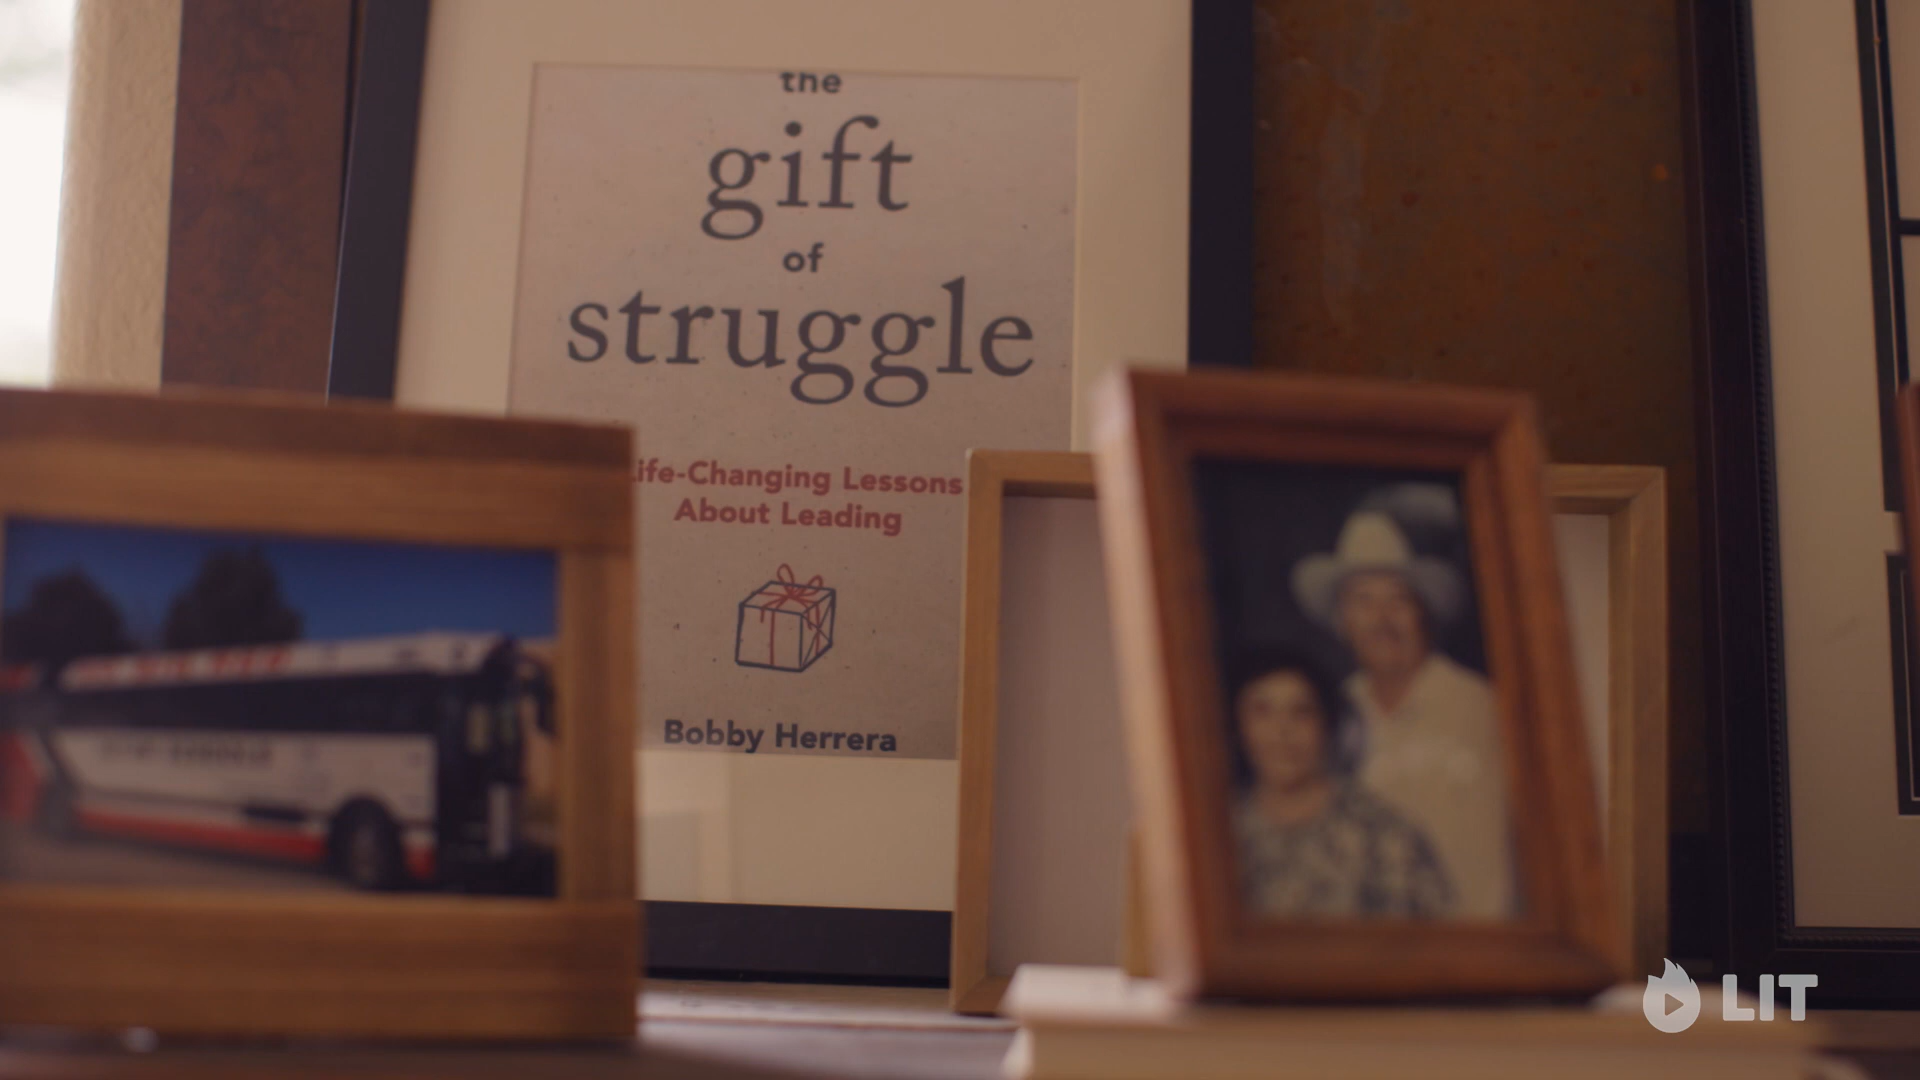 the
gift
of
struggle
Life-Changing Lessons
About Leading
Bobby Herrera
LIT